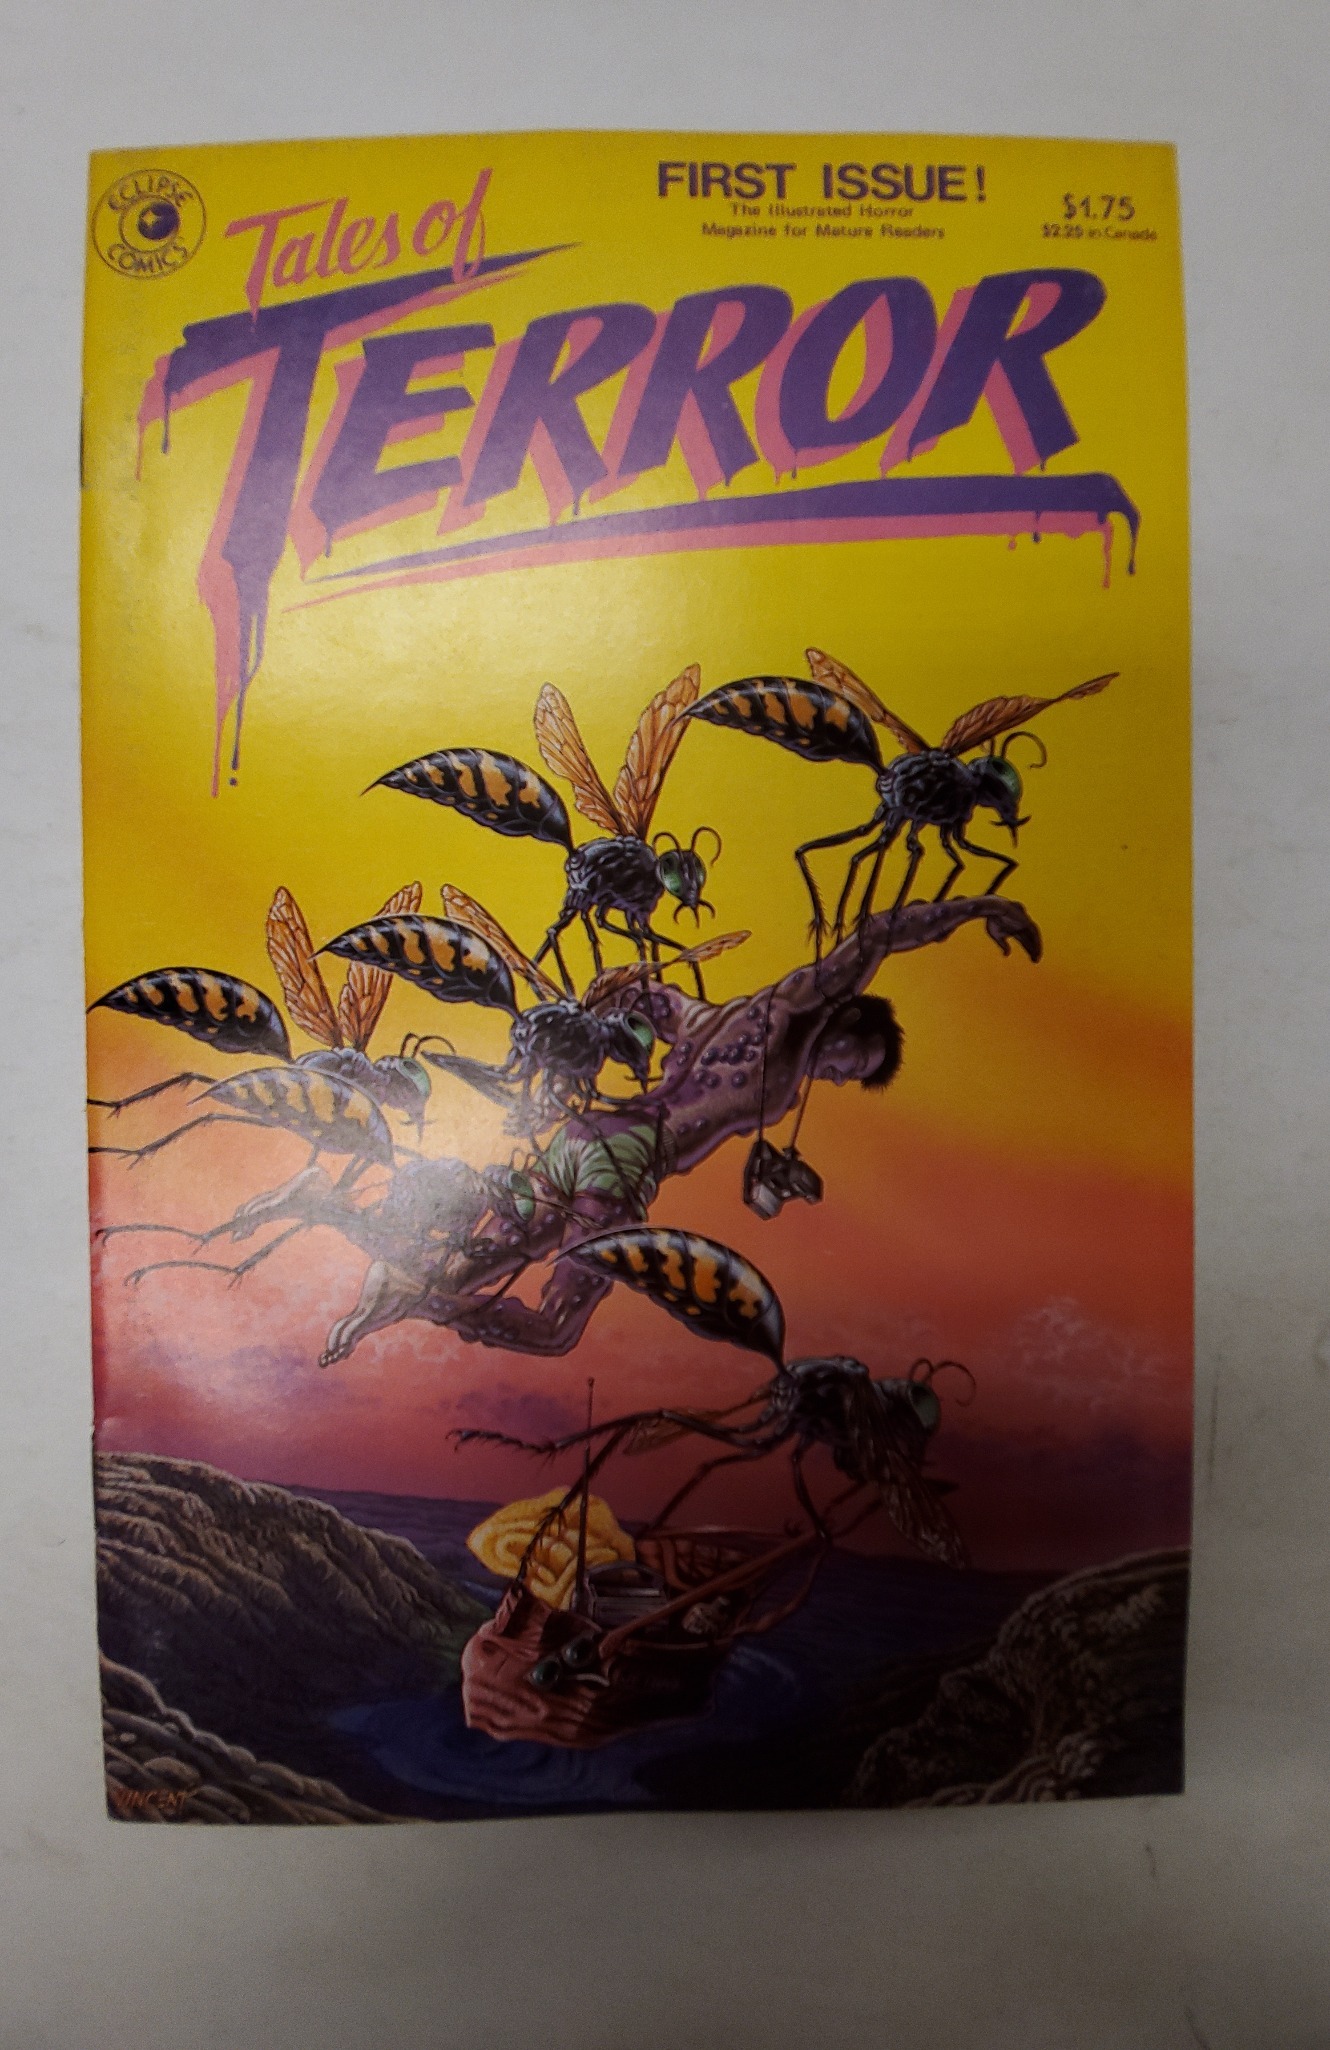 ECLIPSE
COMICS
Tales of
TERROR
FIRST ISSUE!
The Illustrated Horror
Magazine for Mature Readers
$1.75
$2.25 in Canada
VINCENT